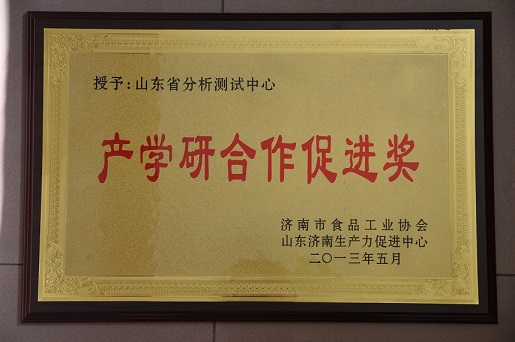 授予:山东省分析测试中心
产学研合作促进奖
济南市食品工业协会
山东济南生产力促进中心
二〇一三年五月